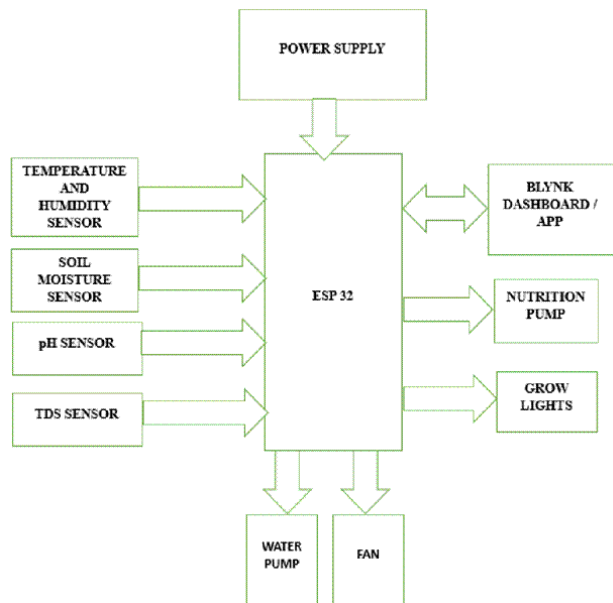 POWER SUPPLY
TEMPERATURE
AND
HUMIDITY
SENSOR
SOIL
MOISTURE
SENSOR
pH SENSOR
TDS SENSOR
ESP 32
BLYNK
DASHBOARD /
APP
NUTRITION
PUMP
GROW
LIGHTS
WATER
PUMP
FAN